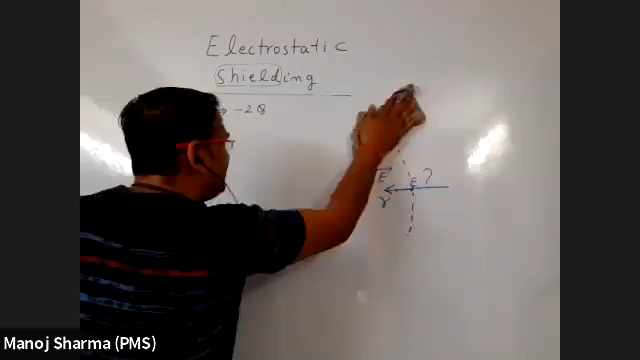 Electrostatic
Shielding
→ -2Q
E
E ?
r
Manoj Sharma (PMS)